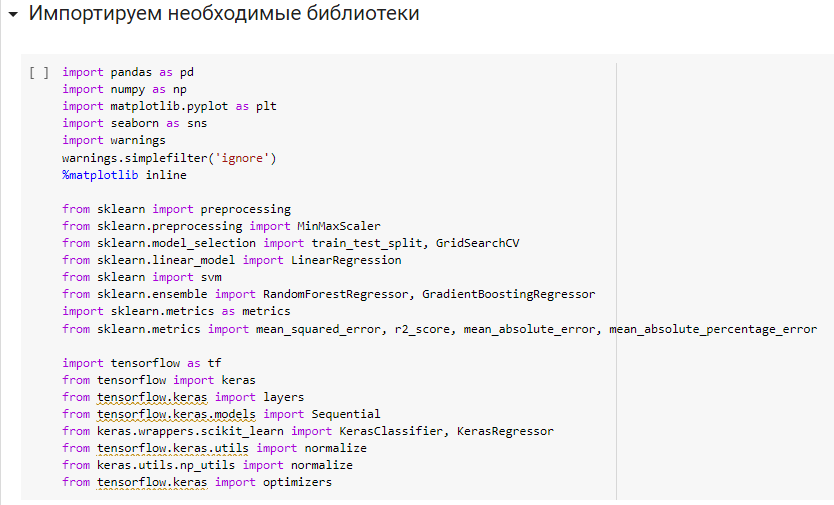 Импортируем необходимые библиотеки
[ ] import pandas as pd
import numpy as np
import matplotlib.pyplot as plt
import seaborn as sns
import warnings
warnings.simplefilter('ignore')
%matplotlib inline
from sklearn import preprocessing
from sklearn.preprocessing import MinMaxScaler
from sklearn.model_selection import train_test_split, GridSearchCV
from sklearn.linear_model import LinearRegression
from sklearn import svm
from sklearn.ensemble import RandomForestRegressor, GradientBoostingRegressor
import sklearn.metrics as metrics
from sklearn.metrics import mean_squared_error, r2_score, mean_absolute_error, mean_absolute_percentage_error
import tensorflow as tf
from tensorflow import keras
from tensorflow.keras import layers
from tensorflow.keras.models import Sequential
from keras.wrappers.scikit_learn import KerasClassifier, KerasRegressor
from tensorflow.keras.utils import normalize
from keras.utils.np_utils import normalize
from tensorflow.keras import optimizers